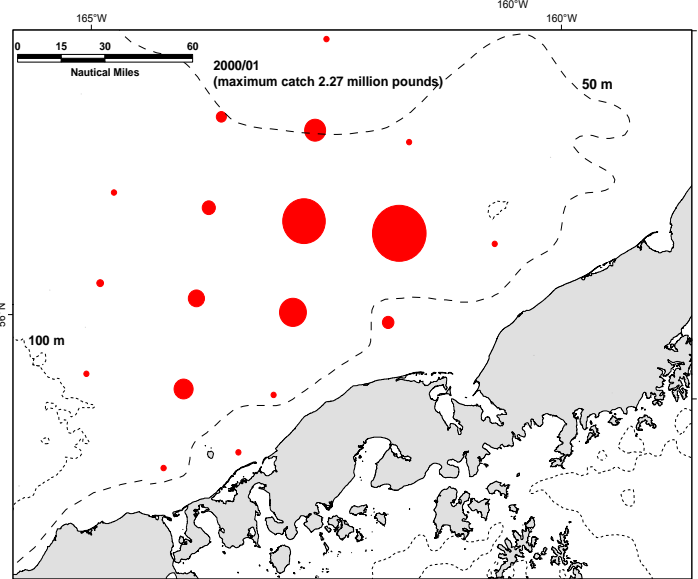 160°W
165°W
160°W
0 15 30 60
Nautical Miles
2000/01
(maximum catch 2.27 million pounds)
50 m
56°N
100 m